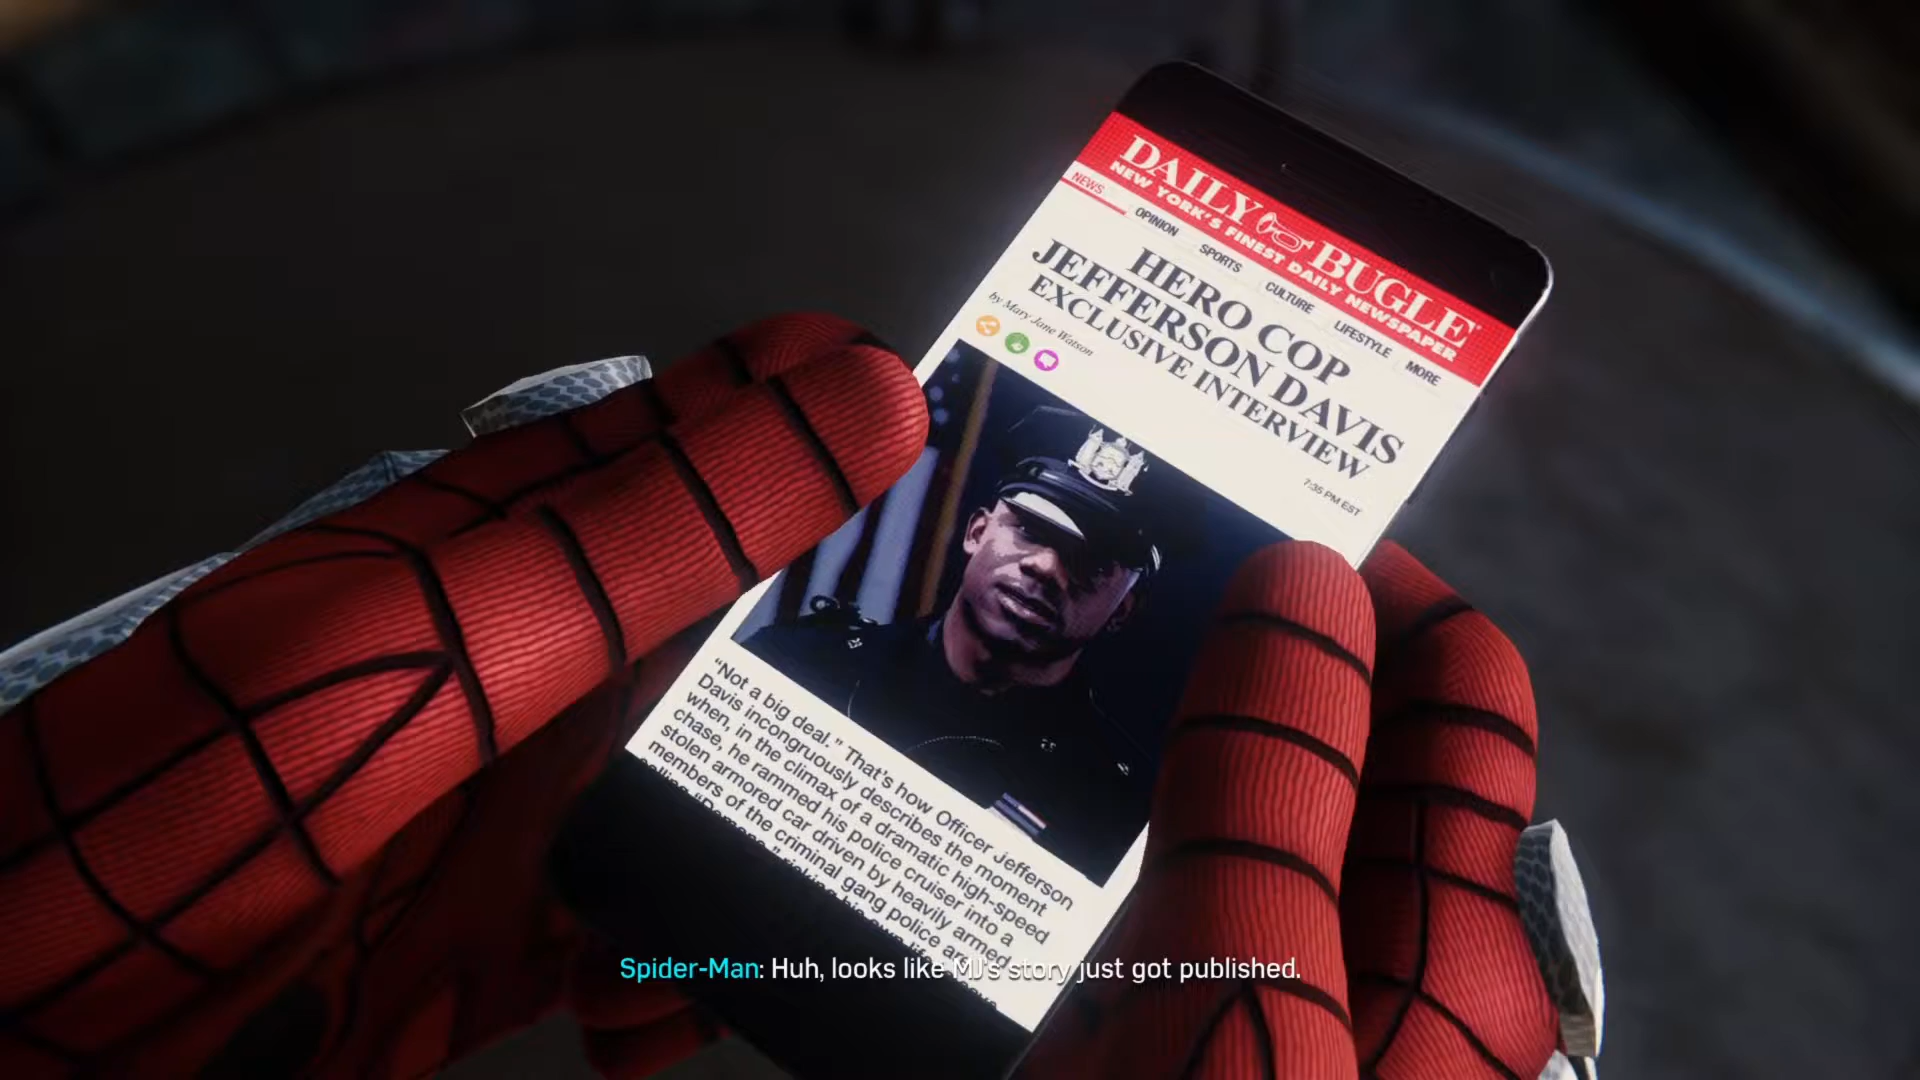 DAILY BUGLE
NEW YORK'S FINEST DAILY NEWSPAPER
NEWS OPINION SPORTS CULTURE LIFESTYLE MORE
HERO COP
JEFFERSON DAVIS
EXCLUSIVE INTERVIEW
by Mary Jane Watson
7:35 PM EST
“Not a big deal.” That's how Officer Jefferson
Davis incongruously describes the moment
when, in the climax of a dramatic high-speed
chase, he rammed his police cruiser into a
stolen armored car driven by heavily armed
members of the criminal gang police are
Spider-Man: Huh, looks like MJ's story just got published.